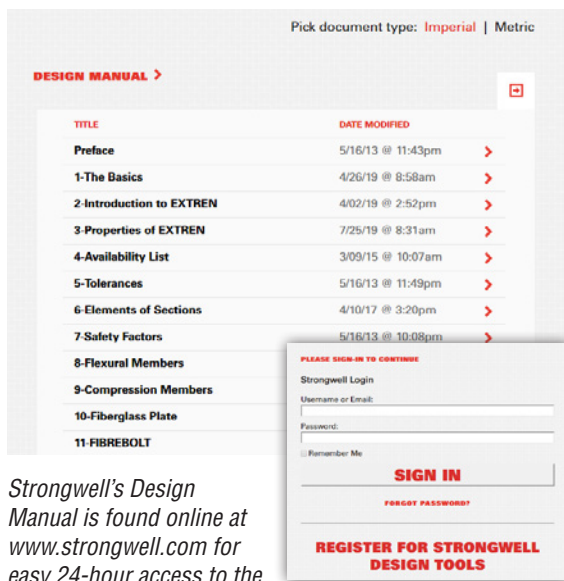 Pick document type: Imperial | Metric
DESIGN MANUAL
TITLE DATE MODIFIED
Preface 5/16/13 @ 11:43pm
1-The Basics 4/26/19 @ 8:58am
2-Introduction to EXTREN 4/02/19 @ 2:52pm
3-Properties of EXTREN 7/25/19 @ 8:31am
4-Availability List 3/09/15 @ 10:07am
5-Tolerances 5/16/13 @ 11:49pm
6-Elements of Sections 4/10/17 @ 3:20pm
7-Safety Factors 5/16/13 @ 10:08pm
8-Flexural Members
9-Compression Members
10-Fiberglass Plate
11-FIBREBOLT
PLEASE SIGN-IN TO CONTINUE
Strongwell Login
Username or Email:
Password:
Remember Me
SIGN IN
FORGOT PASSWORD?
REGISTER FOR STRONGWELL
DESIGN TOOLS
Strongwell's Design
Manual is found online at
www.strongwell.com for
easy 24-hour access to the